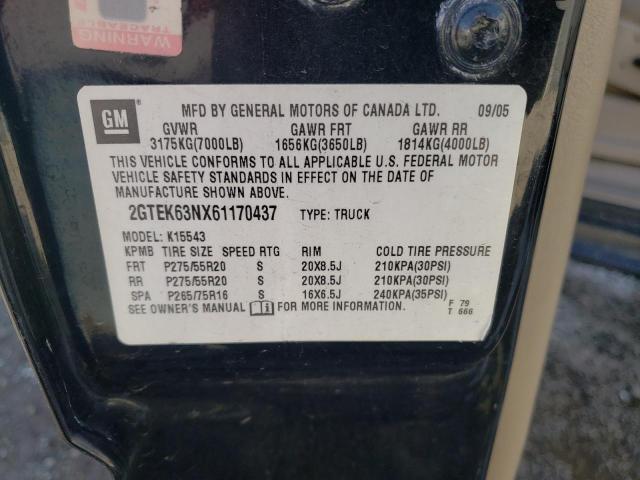 WARNING
TRACEABLE
GM
MFD BY GENERAL MOTORS OF CANADA LTD. 09/05
GVWR GAWR FRT GAWR RR
3175KG(7000LB) 1656KG(3650LB) 1814KG(4000LB)
THIS VEHICLE CONFORMS TO ALL APPLICABLE U.S. FEDERAL MOTOR
VEHICLE SAFETY STANDARDS IN EFFECT ON THE DATE OF
MANUFACTURE SHOWN ABOVE.
2GTEK63NX61170437 TYPE: TRUCK
MODEL: K15543
KPMB TIRE SIZE SPEED RTG RIM COLD TIRE PRESSURE
FRT P275/55R20 S 20X8.5J 210KPA(30PSI)
RR P275/55R20 S 20X8.5J 210KPA(30PSI)
SPA P265/75R16 S 16X6.5J 240KPA(35PSI)
SEE OWNER'S MANUAL FOR MORE INFORMATION. F 79
T 666